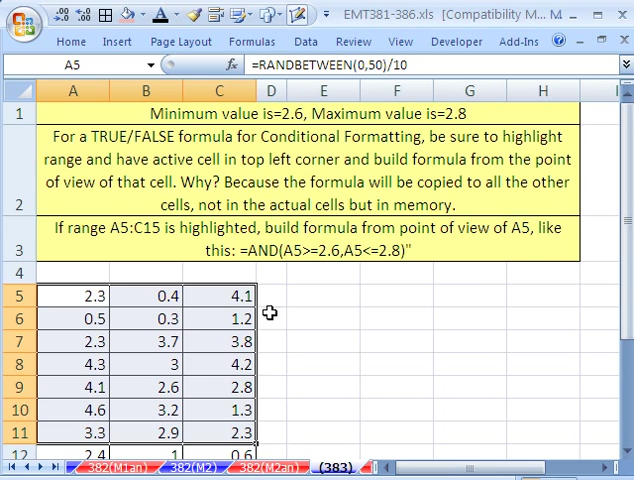 EMT381-386.xls [Compatibility M... M...
Home Insert Page Layout Formulas Data Review View Developer Add-Ins
A5 fx =RANDBETWEEN(0,50)/10
A B C D E F G H I
1 Minimum value is=2.6, Maximum value is=2.8
For a TRUE/FALSE formula for Conditional Formatting, be sure to highlight
range and have active cell in top left corner and build formula from the point
of view of that cell. Why? Because the formula will be copied to all the other
2 cells, not in the actual cells but in memory.
If range A5:C15 is highlighted, build formula from point of view of A5, like
3 this: =AND(A5>=2.6,A5<=2.8)"
4
5 2.3 0.4 4.1
6 0.5 0.3 1.2
7 2.3 3.7 3.8
8 4.3 3 4.2
9 4.1 2.6 2.8
10 4.6 3.2 1.3
11 3.3 2.9 2.3
12 2.4 1 0.6
382(M1an) 382(M2) 382(M2an) (383)